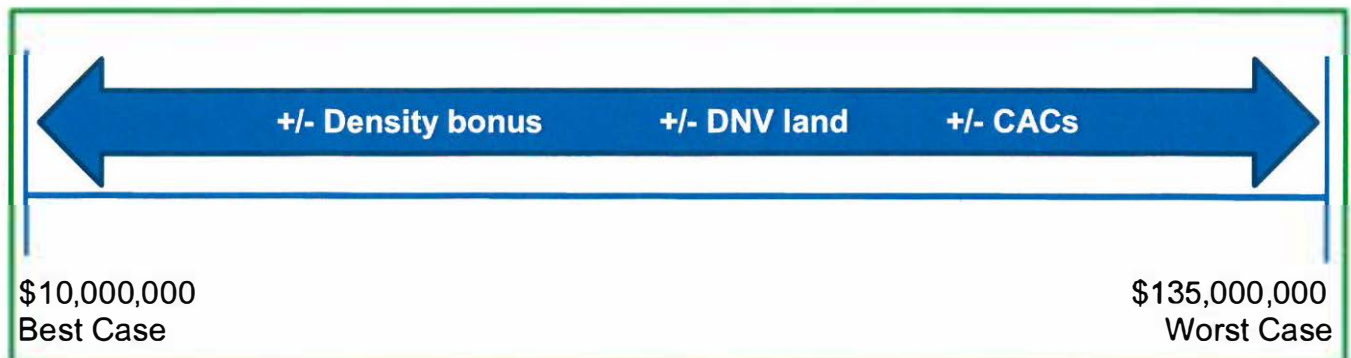 +/- Density bonus +/- DNV land +/- CACs
$10,000,000 $135,000,000
Best Case Worst Case